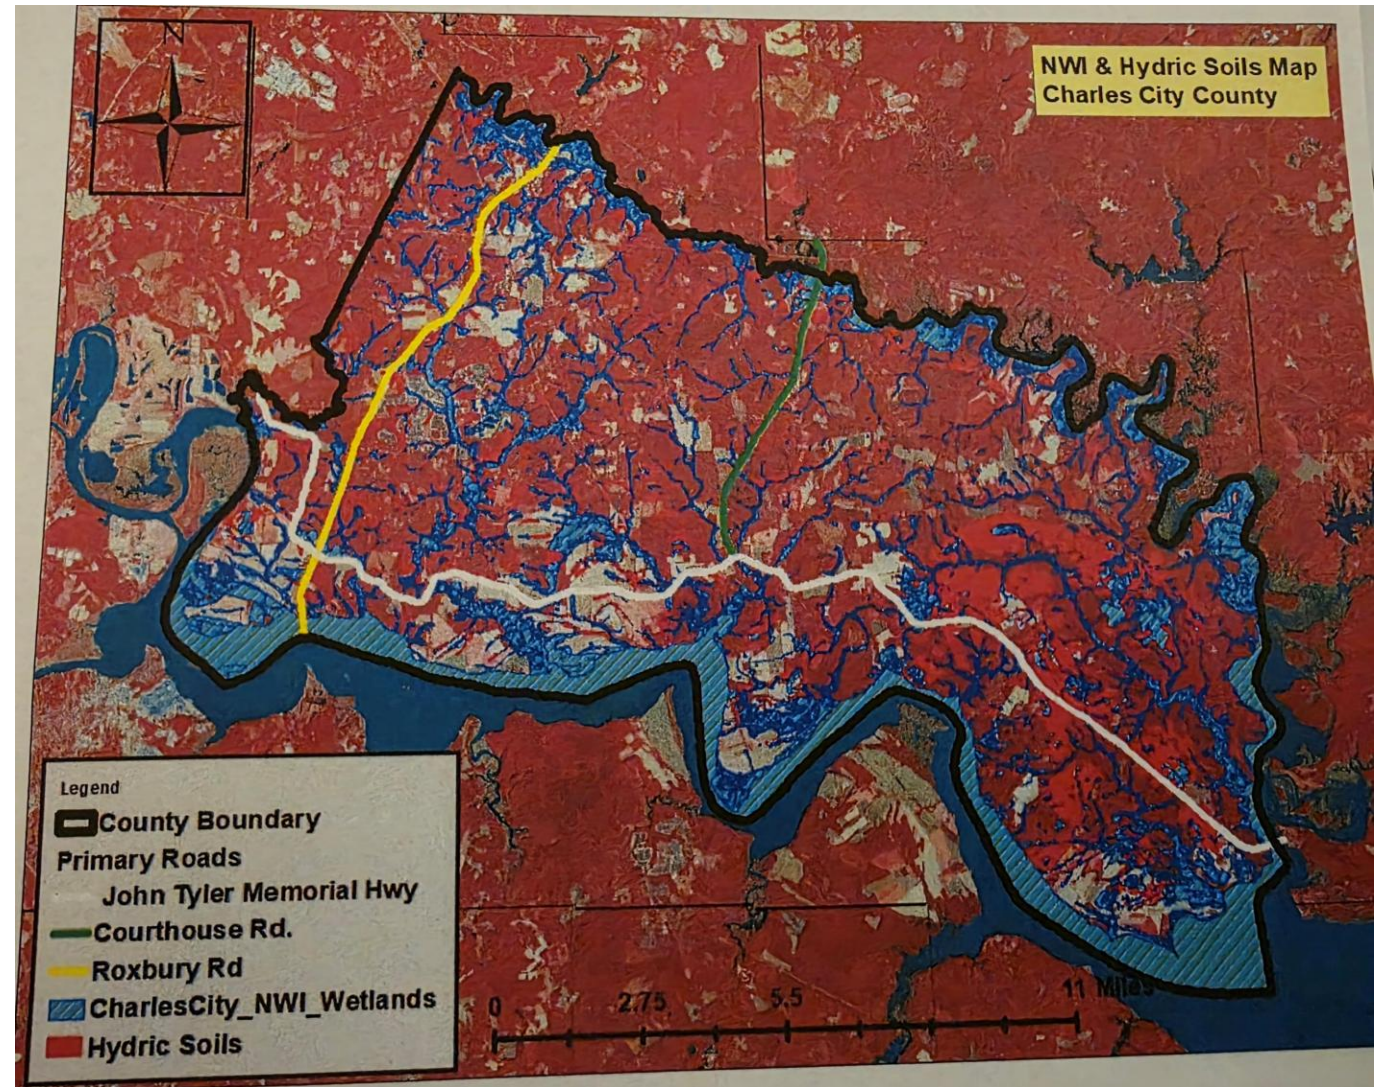 N
NWI & Hydric Soils Map
Charles City County
Legend
County Boundary
Primary Roads
John Tyler Memorial Hwy
Courthouse Rd.
Roxbury Rd
CharlesCity_NWI_Wetlands
Hydric Soils
0 2.75 5.5 11 Miles